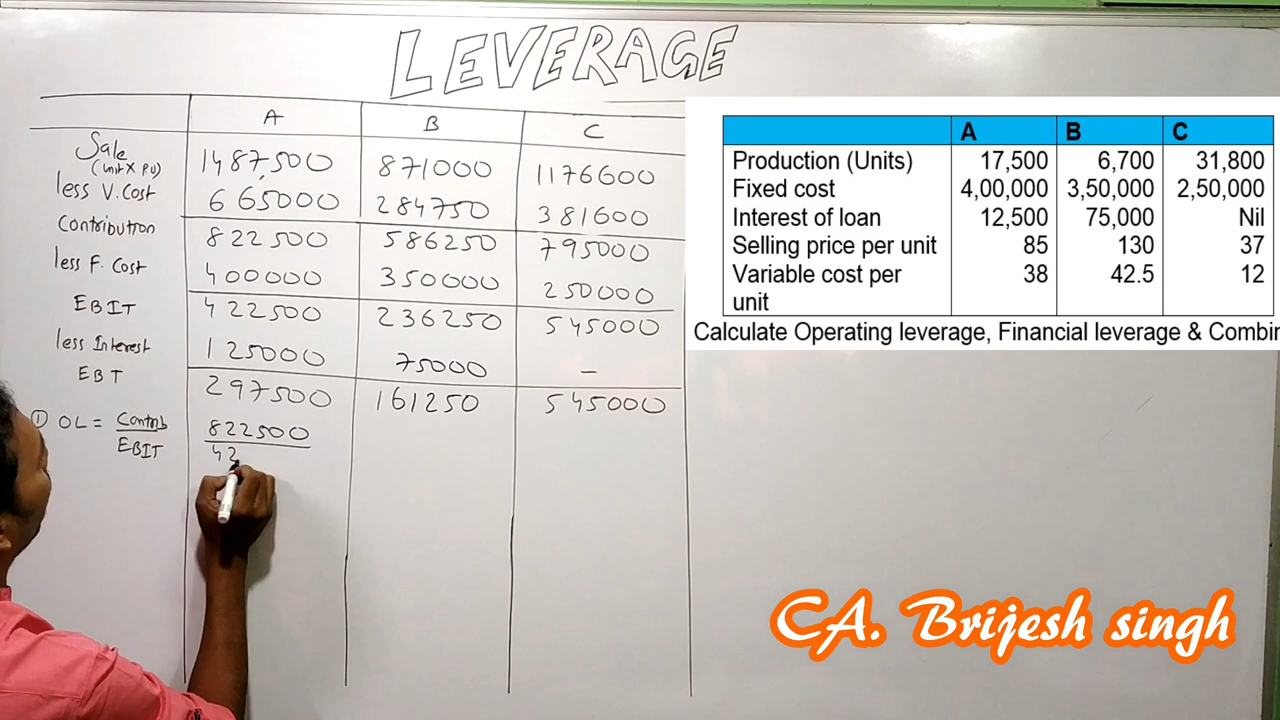 LEVERAGE
A B C
Sale 1487,500 871000 1176600
(unit x P.U)
less V. Cost 665000 284750 381600
Contribution 822500 586250 795000
less F. Cost 400000 350000 250000
EBIT 422500 236250 545000
less Interest 125000 75000 –
EBT 297500 161250 545000
① OL = Contrib 822500
EBIT 42
A B C
Production (Units) 17,500 6,700 31,800
Fixed cost 4,00,000 3,50,000 2,50,000
Interest of loan 12,500 75,000 Nil
Selling price per unit 85 130 37
Variable cost per 38 42.5 12
unit
Calculate Operating leverage, Financial leverage & Combin
CA. Brijesh singh